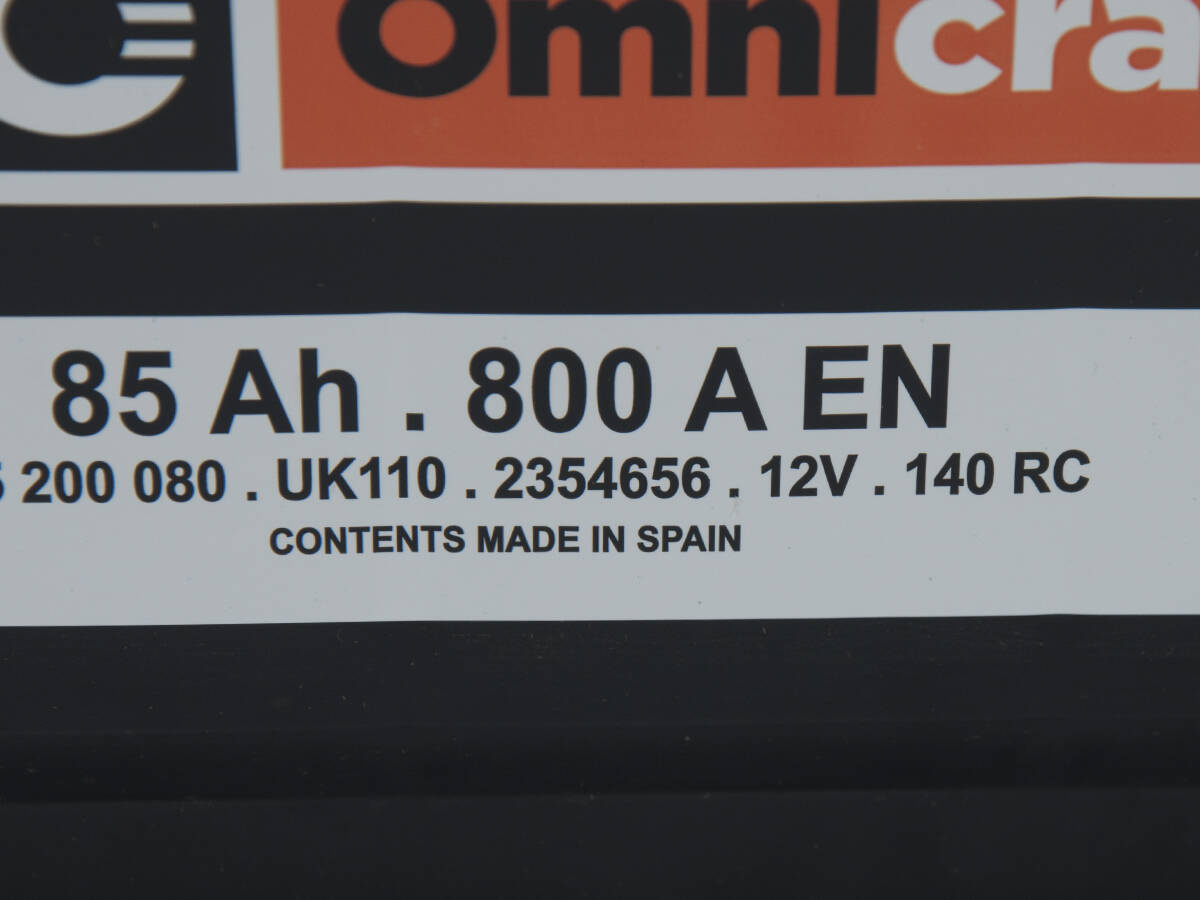 Omnicra
85 Ah . 800 A EN
200 080 . UK110 . 2354656 . 12V . 140 RC
CONTENTS MADE IN SPAIN